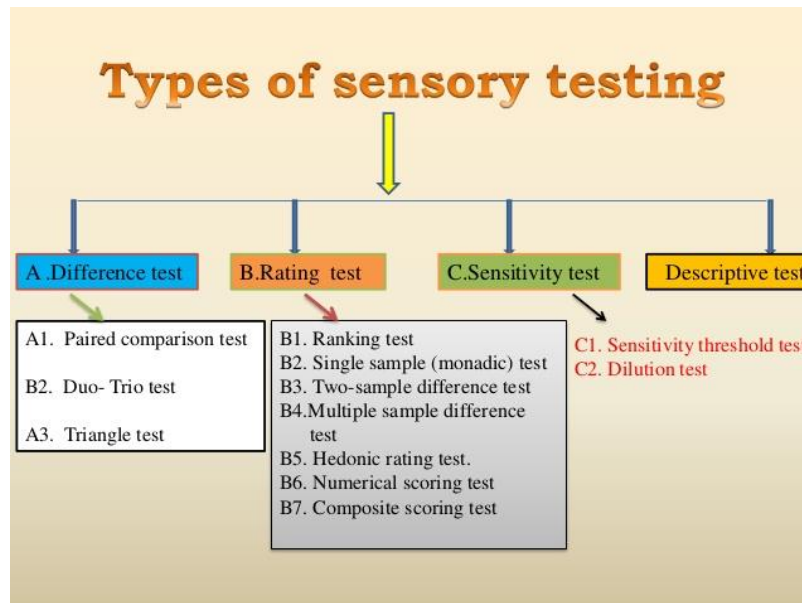 Types of sensory testing
A .Difference test
B.Rating test
C.Sensitivity test
Descriptive test
A1. Paired comparison test
B2. Duo- Trio test
A3. Triangle test
B1. Ranking test
B2. Single sample (monadic) test
B3. Two-sample difference test
B4.Multiple sample difference
test
B5. Hedonic rating test.
B6. Numerical scoring test
B7. Composite scoring test
C1. Sensitivity threshold test
C2. Dilution test